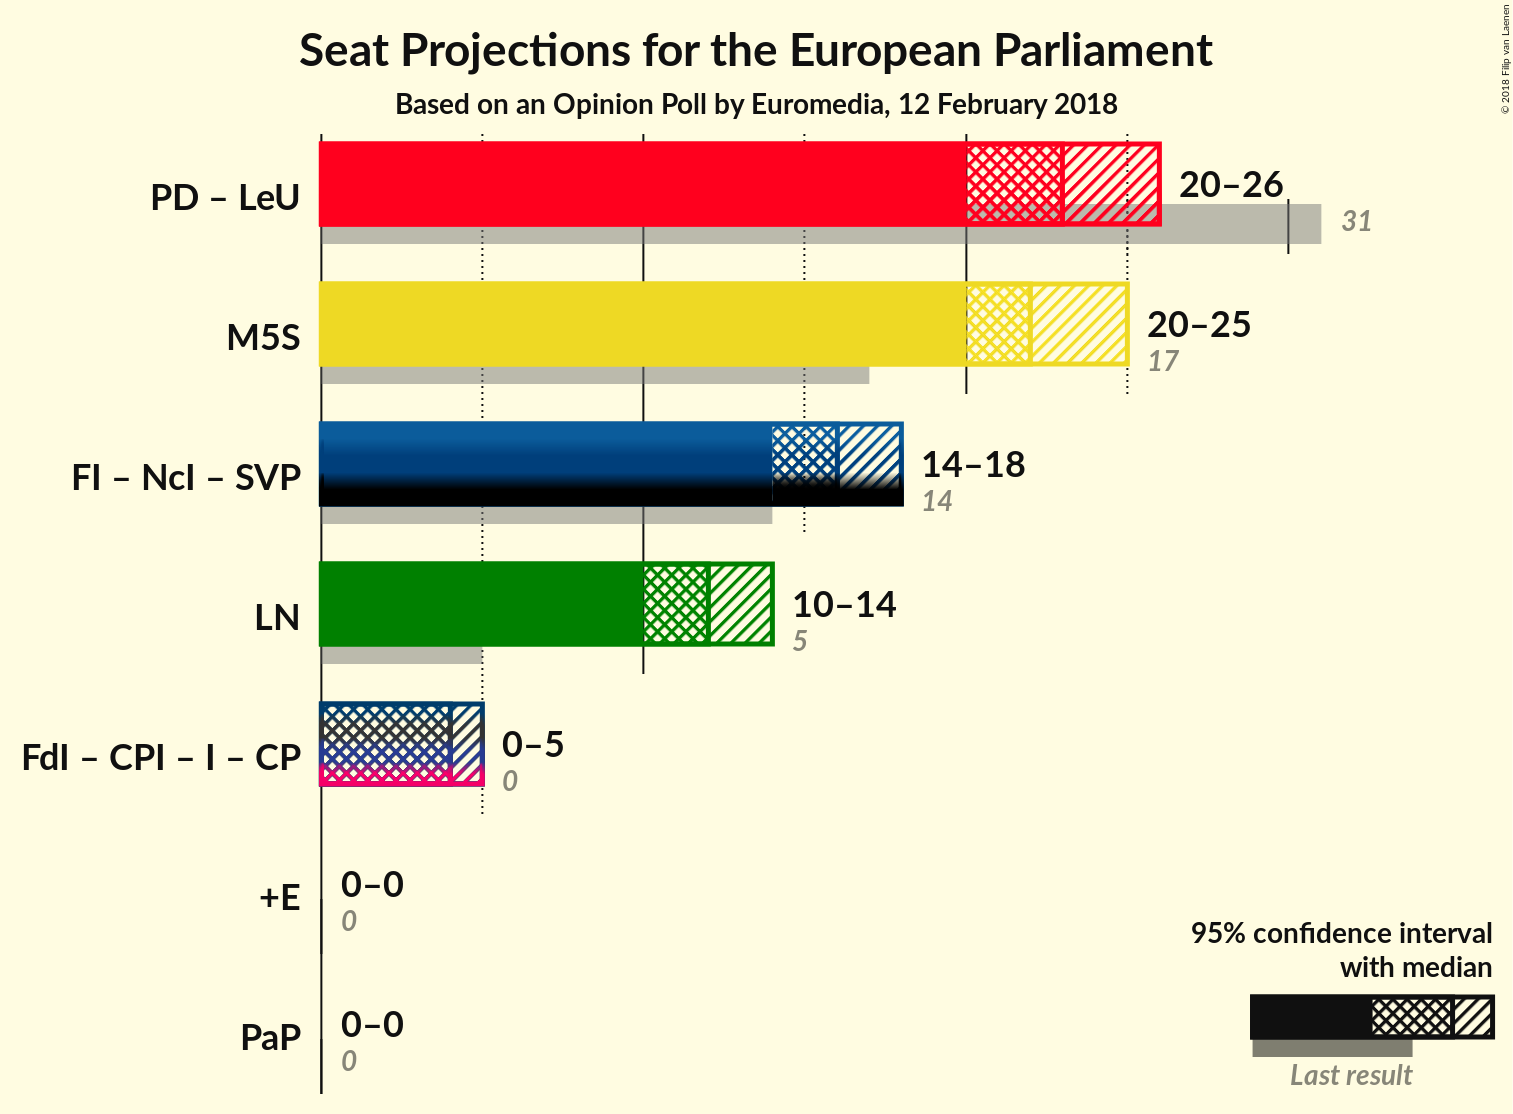 Seat Projections for the European Parliament
Based on an Opinion Poll by Euromedia, 12 February 2018
© 2018 Filip van Laenen
PD – LeU
20–26
31
M5S
20–25
17
FI – NcI – SVP
14–18
14
LN
10–14
5
FdI – CPI – I – CP
0–5
0
+E
0–0
0
PaP
0–0
0
95% confidence interval
with median
Last result